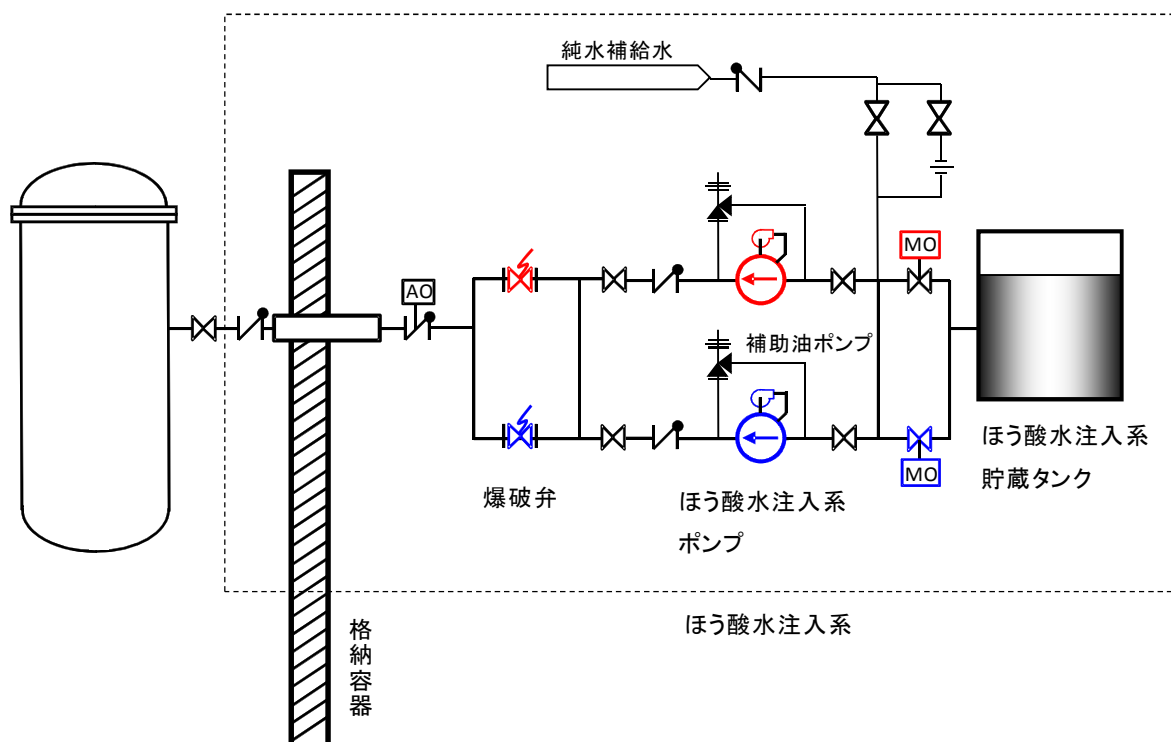 純水補給水
MO
AO
補助油ポンプ
MO
ほう酸水注入系
貯蔵タンク
爆破弁
ほう酸水注入系
ポンプ
ほう酸水注入系
格納容器